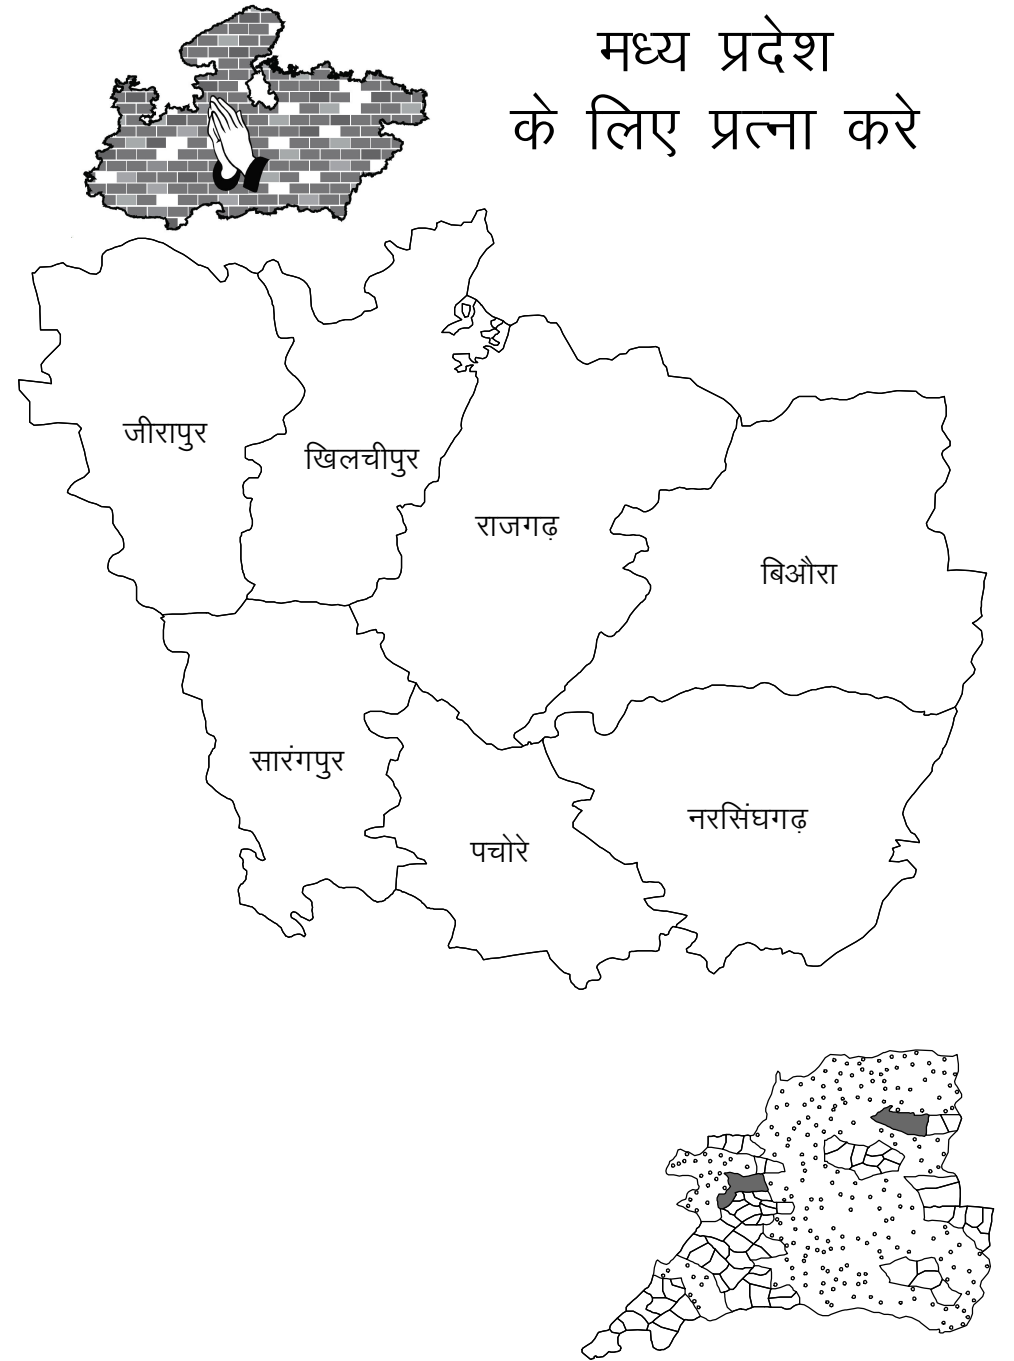 मध्य प्रदेश
के लिए प्रत्ना करे
जीरापुर
खिलचीपुर
राजगढ़
बिऔरा
सारंगपुर
नरसिंघगढ़
पचोरे